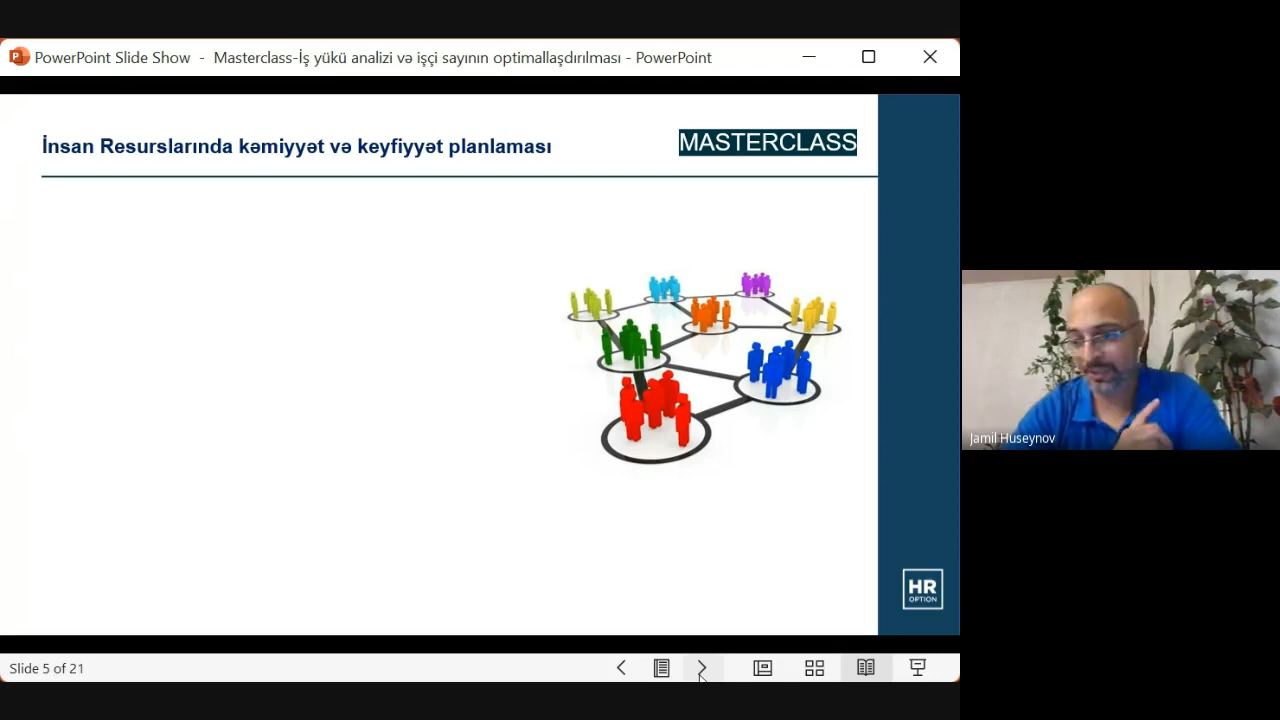 PowerPoint Slide Show - Masterclass-İş yükü analizi və işçi sayının optimallaşdırılması - PowerPoint
İnsan Resurslarında kəmiyyət və keyfiyyət planlaması
MASTERCLASS
Jamil Huseynov
HR
OPTION
Slide 5 of 21